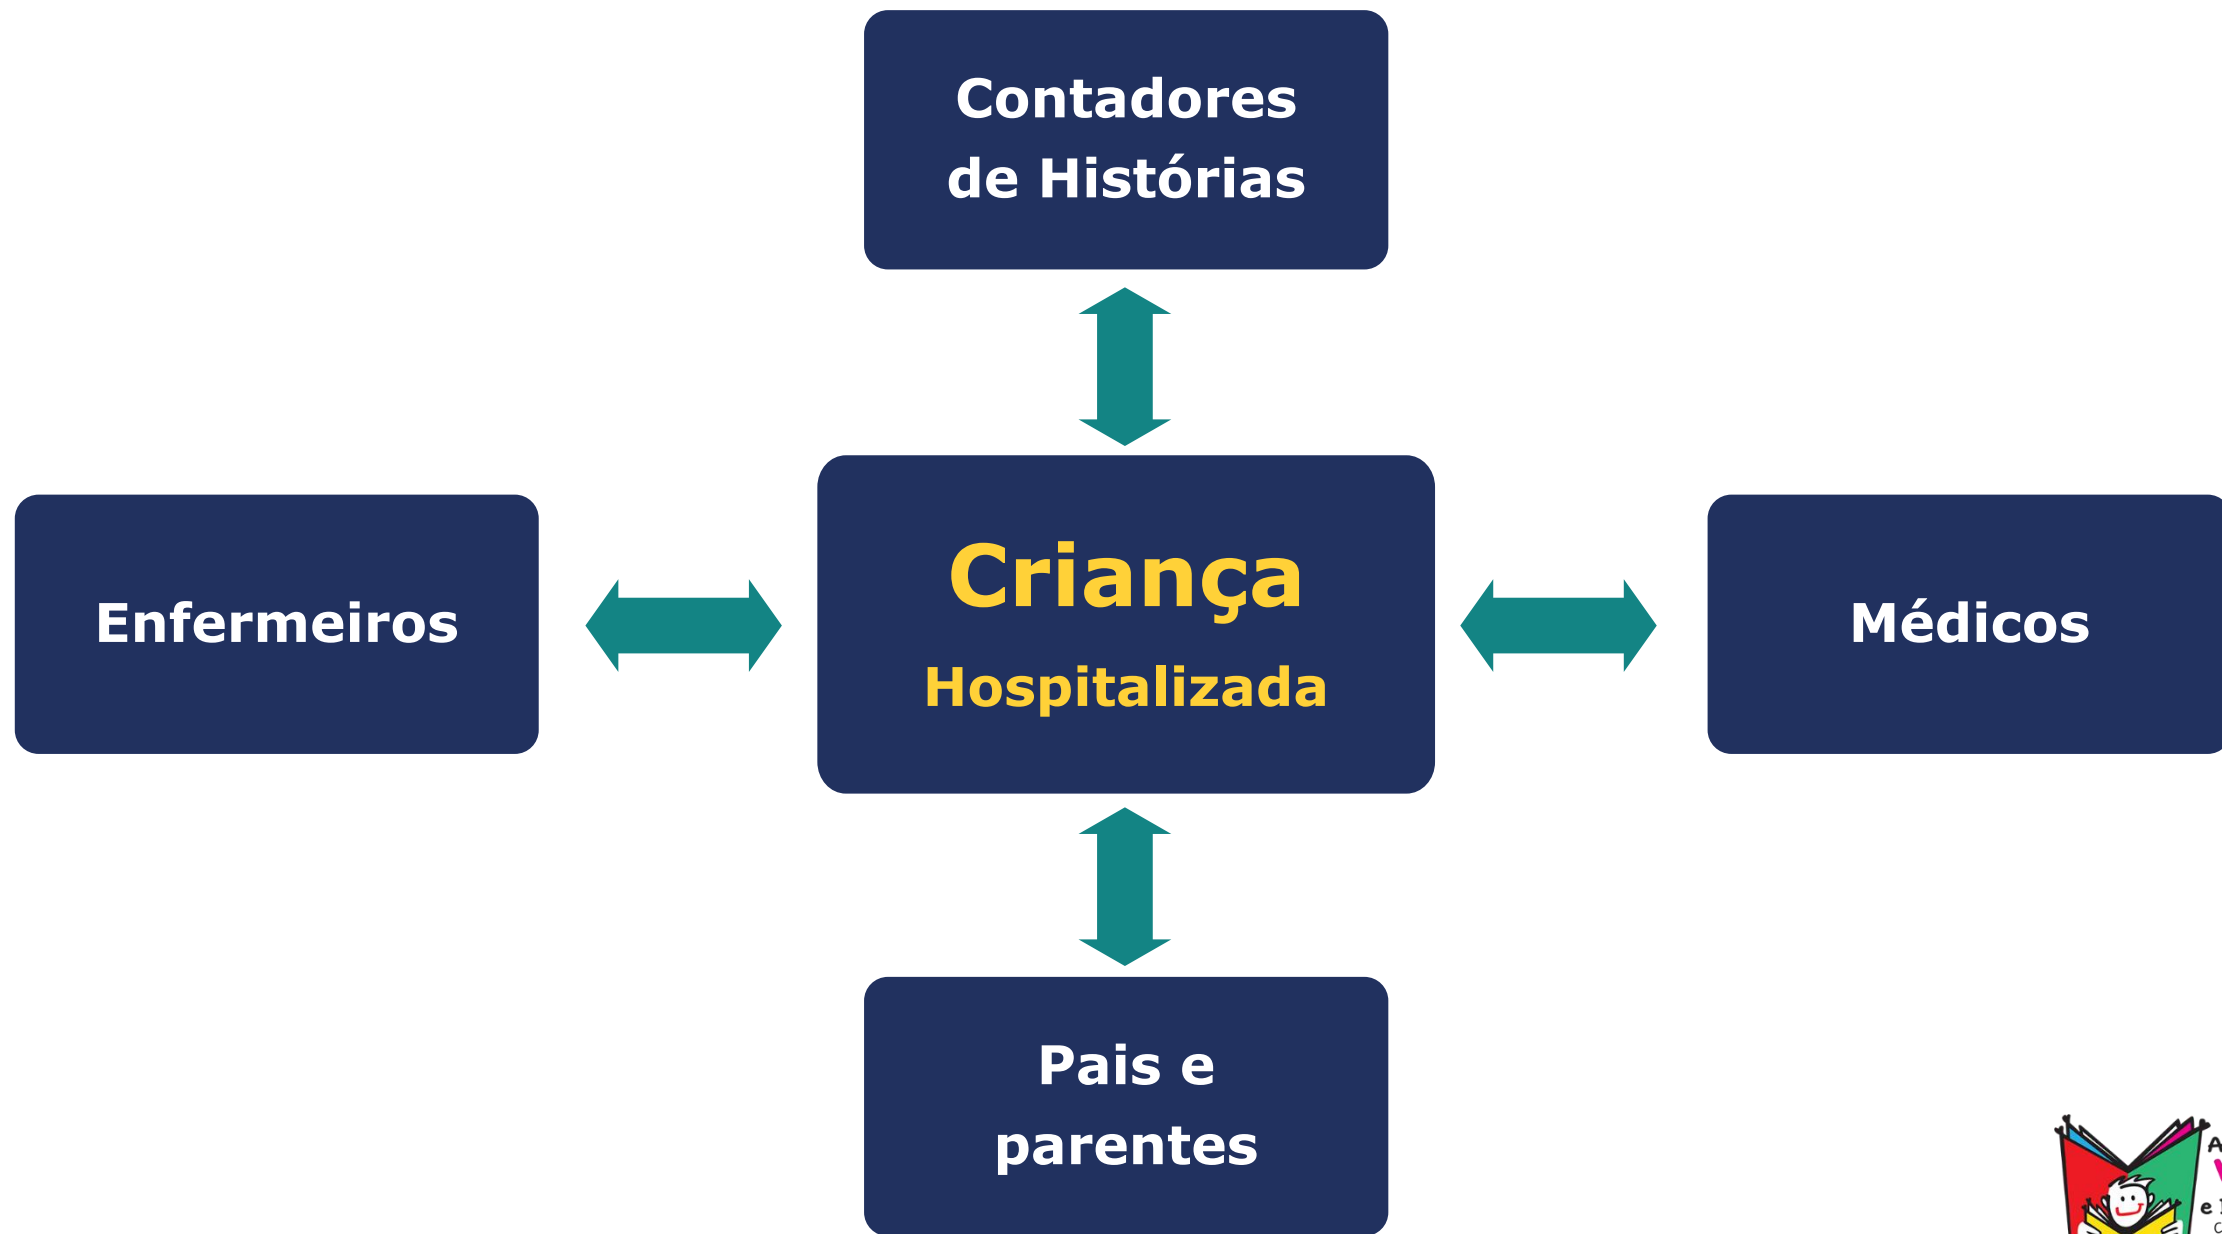 Contadores
de Histórias
Enfermeiros
Criança
Hospitalizada
Médicos
Pais e
parentes